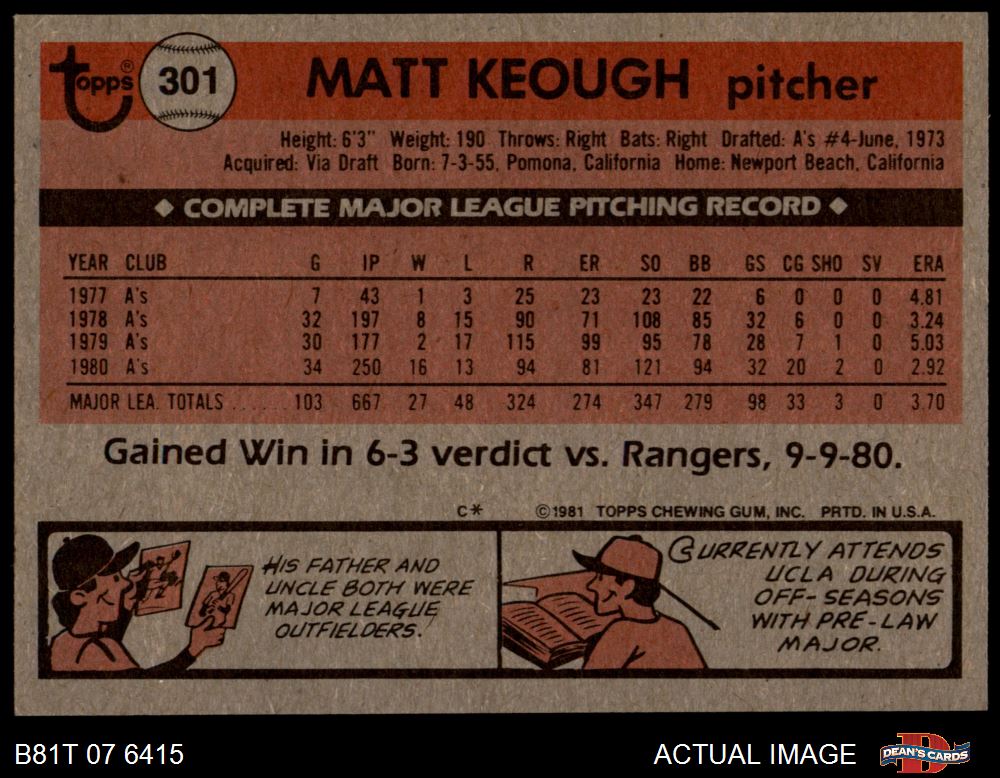 topps® 301 MATT KEOUGH pitcher
Height: 6'3" Weight: 190 Throws: Right Bats: Right Drafted: A's #4-June, 1973
Acquired: Via Draft Born: 7-3-55, Pomona, California Home: Newport Beach, California
◆ COMPLETE MAJOR LEAGUE PITCHING RECORD ◆
YEAR CLUB G IP W L R ER SO BB GS CG SHO SV ERA
1977 A's 7 43 1 3 25 23 23 22 6 0 0 0 4.81
1978 A's 32 197 8 15 90 71 108 85 32 6 0 0 3.24
1979 A's 30 177 2 17 115 99 95 78 28 7 1 0 5.03
1980 A's 34 250 16 13 94 81 121 94 32 20 2 0 2.92
MAJOR LEA. TOTALS ...... 103 667 27 48 324 274 347 279 98 33 3 0 3.70
Gained Win in 6-3 verdict vs. Rangers, 9-9-80.
C* ©1981 TOPPS CHEWING GUM, INC. PRTD. IN U.S.A.
HIS FATHER AND
UNCLE BOTH WERE
MAJOR LEAGUE
OUTFIELDERS.
CURRENTLY ATTENDS
UCLA DURING
OFF-SEASONS
WITH PRE-LAW
MAJOR.
B81T 07 6415 ACTUAL IMAGE DEAN'S CARDS